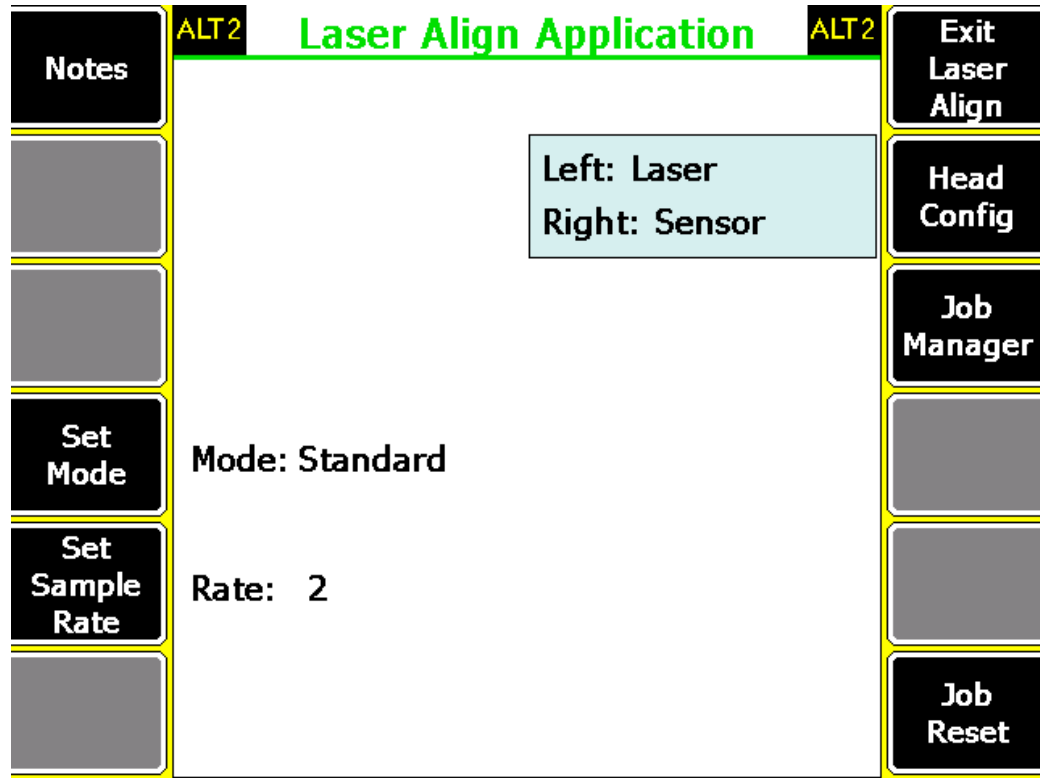 ALT2 Laser Align Application ALT2
Notes
Set
Mode
Set
Sample
Rate
Left: Laser
Right: Sensor
Mode: Standard
Rate: 2
Exit
Laser
Align
Head
Config
Job
Manager
Job
Reset